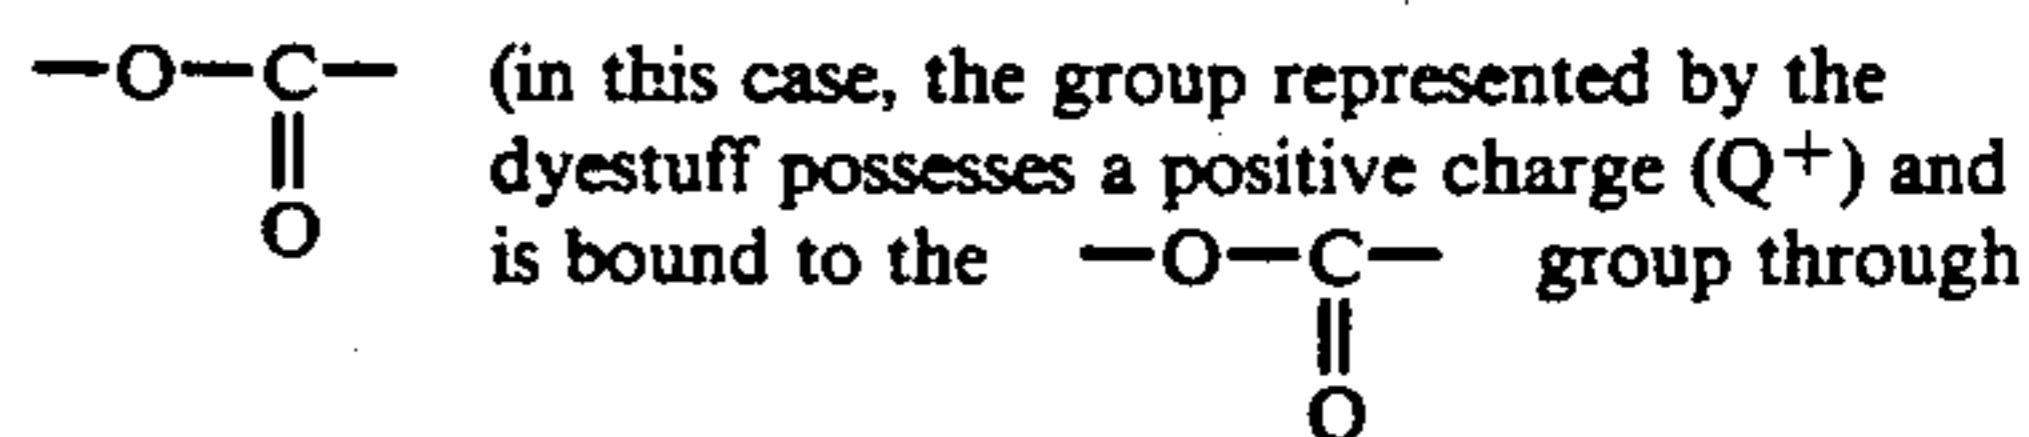 —O—C— (in this case, the group represented by the
‖ dyestuff possesses a positive charge (Q+) and
O is bound to the —O—C— group through
‖
O